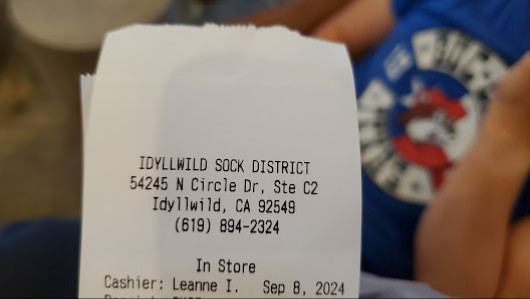 IDYLLWILD SOCK DISTRICT
54245 N Circle Dr, Ste C2
Idyllwild, CA 92549
(619) 894-2324
In Store
Cashier: Leanne I. Sep 8, 2024